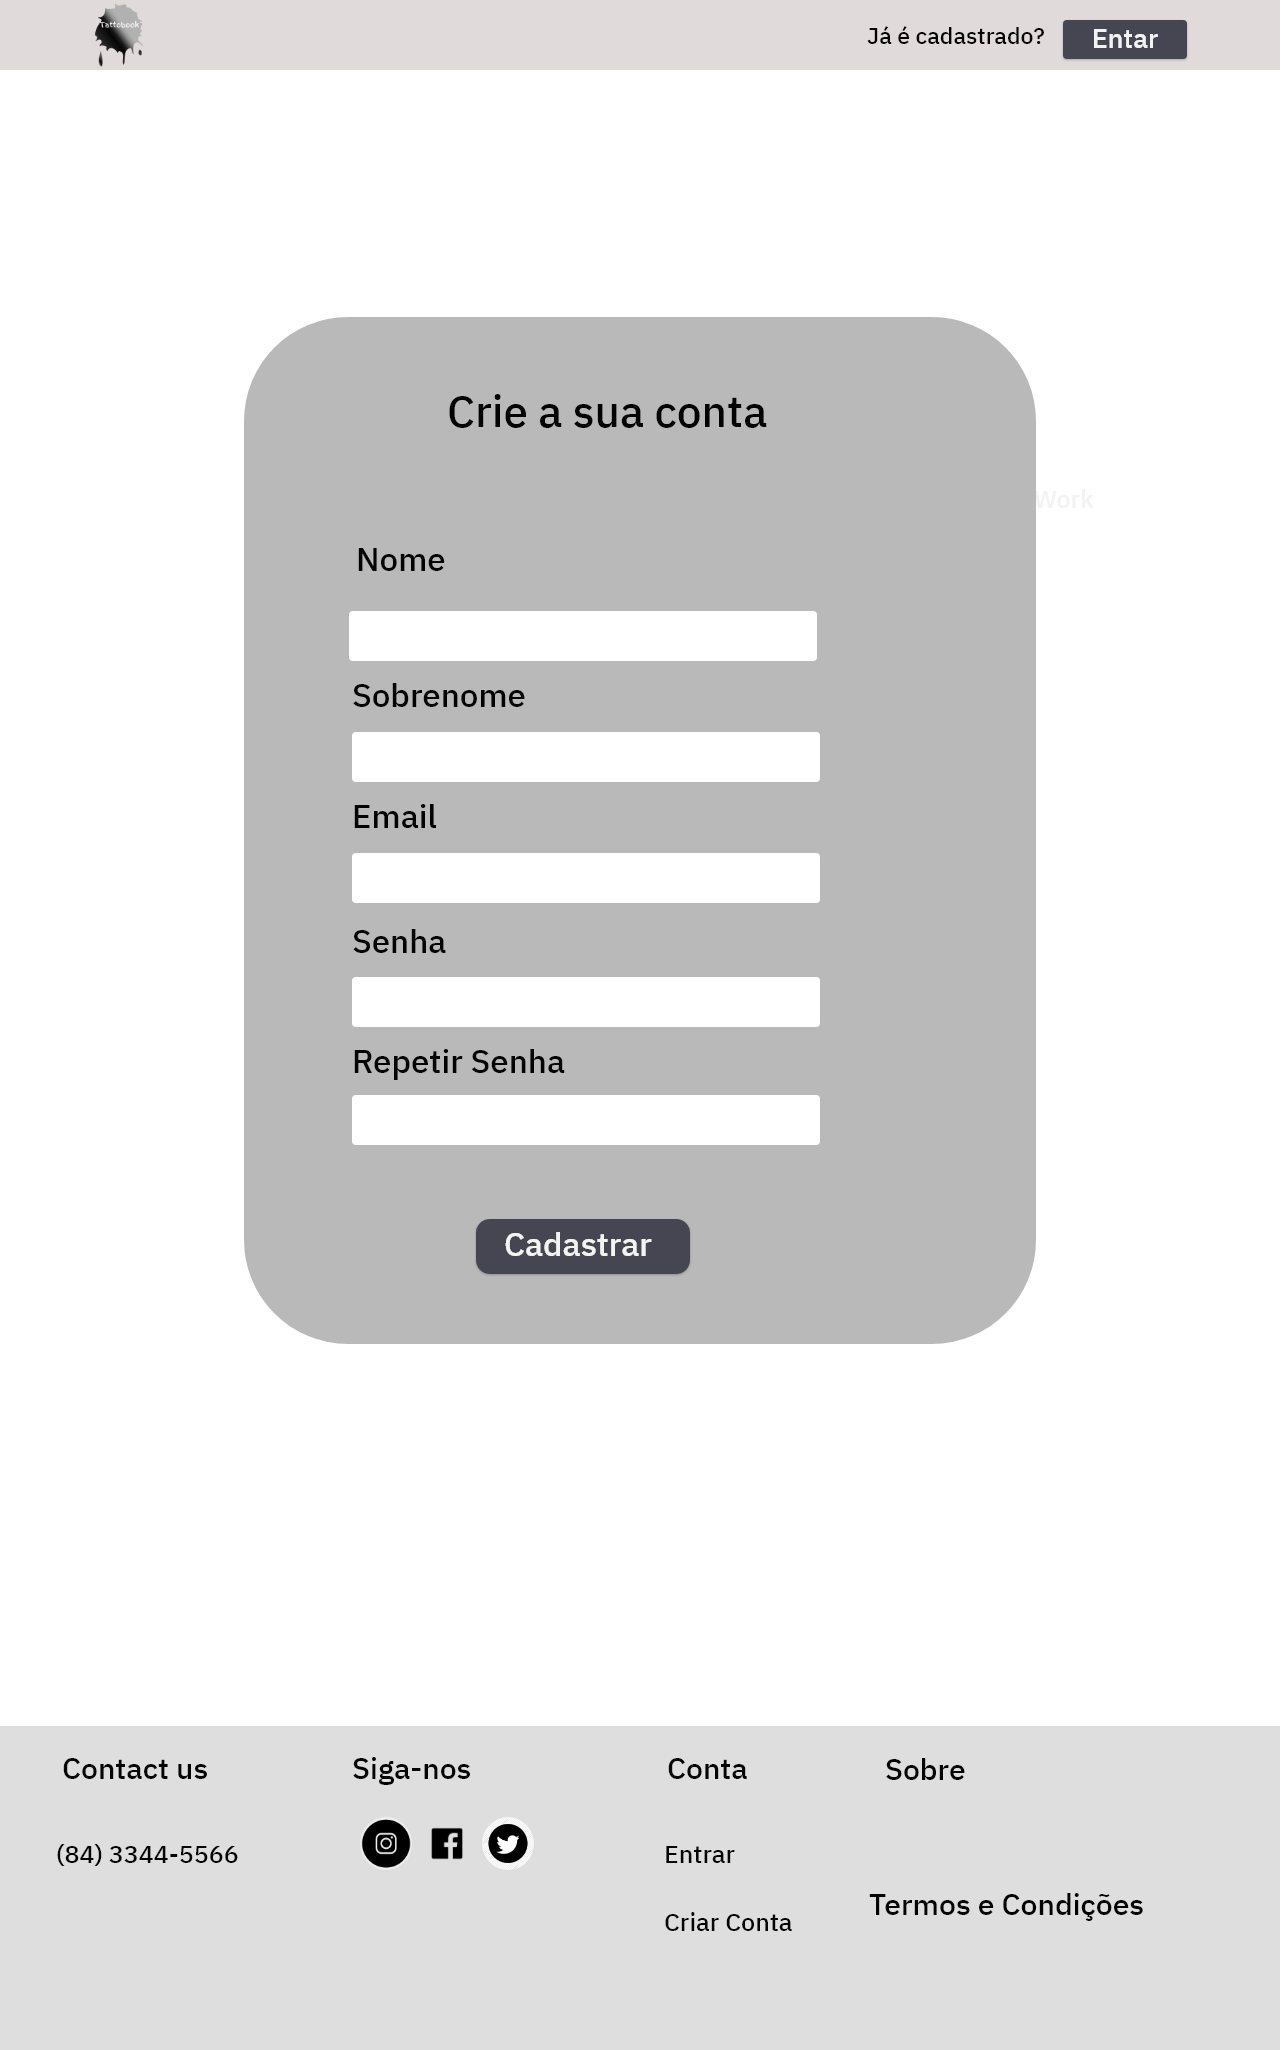 Tattobook
Já é cadastrado?
Entar
Crie a sua conta
Work
Nome
Sobrenome
Email
Senha
Repetir Senha
Cadastrar
Contact us
Siga-nos
Conta
Sobre
(84) 3344-5566
Entrar
Termos e Condições
Criar Conta